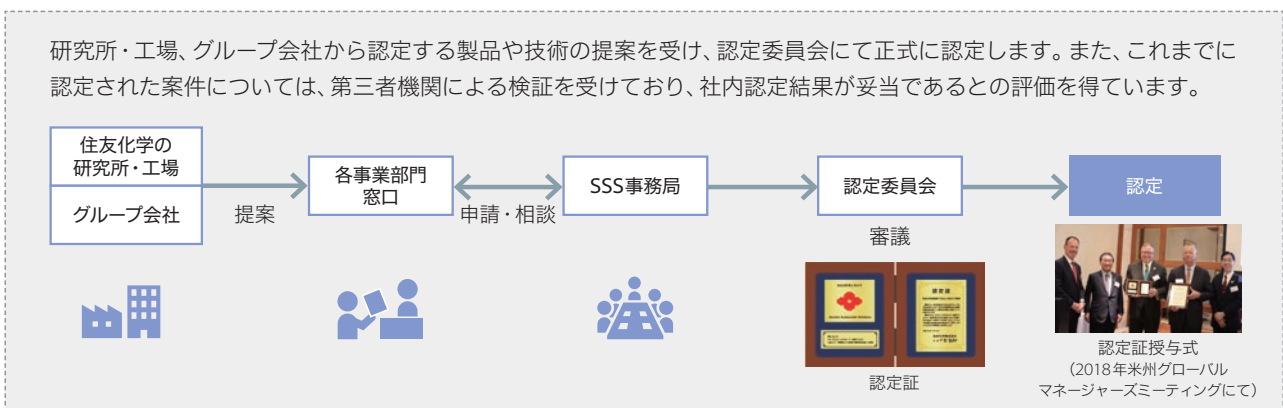 研究所・工場、グループ会社から認定する製品や技術の提案を受け、認定委員会にて正式に認定します。また、これまでに
認定された案件については、第三者機関による検証を受けており、社内認定結果が妥当であるとの評価を得ています。
住友化学の
研究所・工場
グループ会社
提案
各事業部門
窓口
申請・相談
SSS事務局
認定委員会
審議
認定
認定証
認定証授与式
（2018年米州グローバル
マネージャーズミーティングにて）